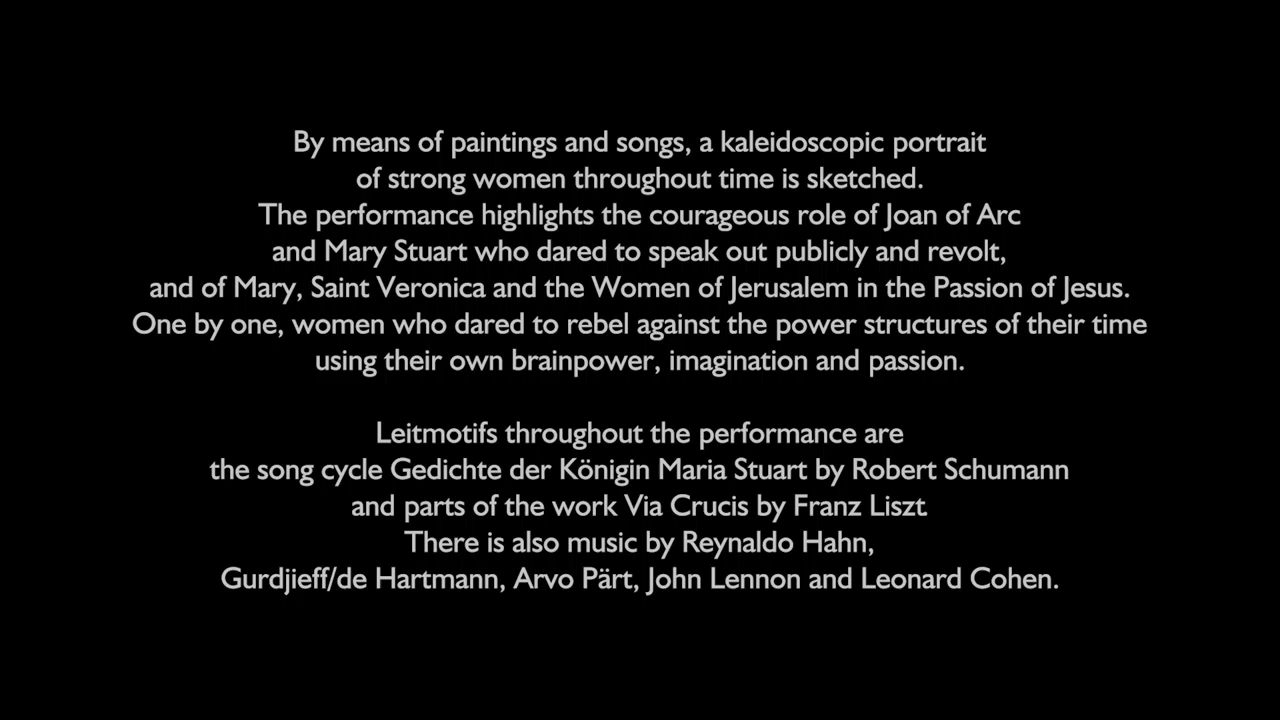 By means of paintings and songs, a kaleidoscopic portrait
of strong women throughout time is sketched.
The performance highlights the courageous role of Joan of Arc
and Mary Stuart who dared to speak out publicly and revolt,
and of Mary, Saint Veronica and the Women of Jerusalem in the Passion of Jesus.
One by one, women who dared to rebel against the power structures of their time
using their own brainpower, imagination and passion.
Leitmotifs throughout the performance are
the song cycle Gedichte der Königin Maria Stuart by Robert Schumann
and parts of the work Via Crucis by Franz Liszt.
There is also music by Reynaldo Hahn,
Gurdjieff/de Hartmann, Arvo Pärt, John Lennon and Leonard Cohen.